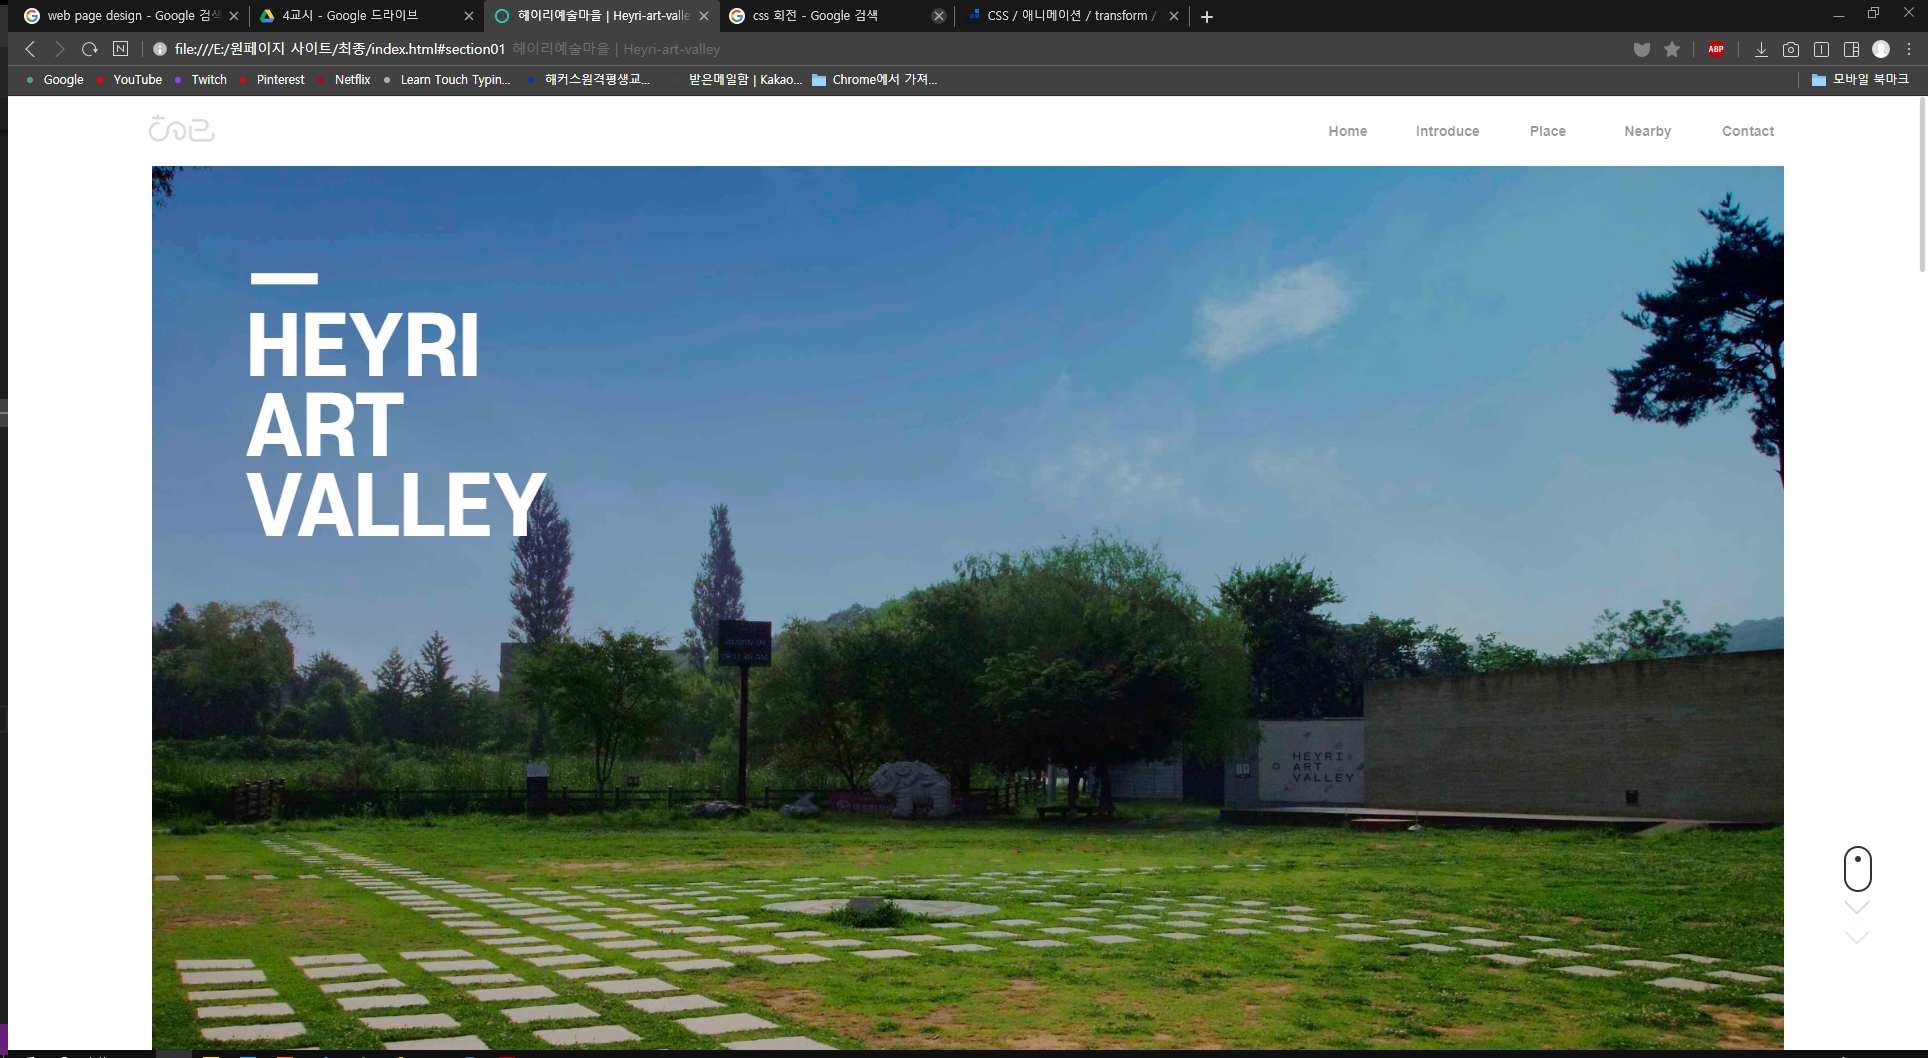 web page design - Google 검색
4교시 - Google 드라이브
헤이리예술마을 | Heyri-art-valle
css 회전 - Google 검색
CSS / 애니메이션 / transform /
file:///E:/원페이지 사이트/최종/index.html#section01 헤이리예술마을 | Heyri-art-valley
ABP
Google
YouTube
Twitch
Pinterest
Netflix
Learn Touch Typin...
해커스원격평생교...
받은메일함 | Kakao...
Chrome에서 가져...
모바일 북마크
Home
Introduce
Place
Nearby
Contact
HEYRI
ART
VALLEY
HEYRI
ART
VALLEY